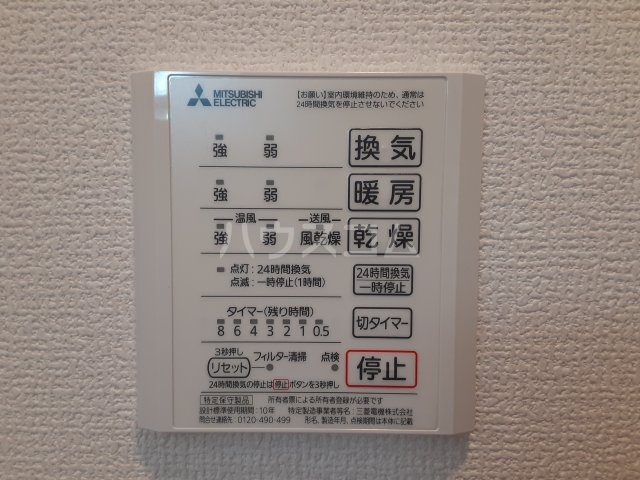 MITSUBISHI
ELECTRIC
【お願い】室内環境維持のため、通常は
24時間換気を停止させないでください
強 弱 換気
強 弱 暖房
温風 送風
強 弱 風乾燥 乾燥
ハウスコム
点灯:24時間換気
点滅:一時停止(1時間)
24時間換気
一時停止
タイマー(残り時間)
8 6 4 3 2 1 0.5
切タイマー
3秒押し
リセット フィルター清掃 点検 停止
24時間換気の停止は停止ボタンを3秒押し
特定保守製品 所有者票による所有者登録が必要です
設計標準使用期間:10年 特定製造事業者等名:三菱電機株式会社
問合せ連絡先:0120-490-499 形名、製造年月、点検期間は本体に記載